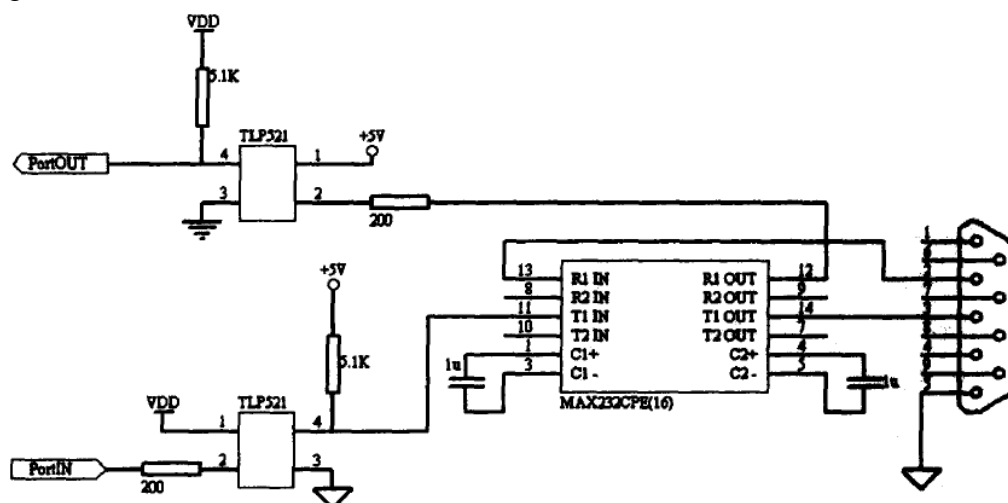 VDD
5.1K
TLP521
+5V
PortOUT
4
1
3
2
200
+5V
13
R1 IN
R1 OUT
12
8
R2 IN
R2 OUT
9
11
T1 IN
T1 OUT
14
10
T2 IN
T2 OUT
7
1
C1+
C2+
4
1u
3
C1 -
C2 -
5
1u
MAX232CPE(16)
5.1K
VDD
TLP521
1
4
PortIN
2
3
200
1